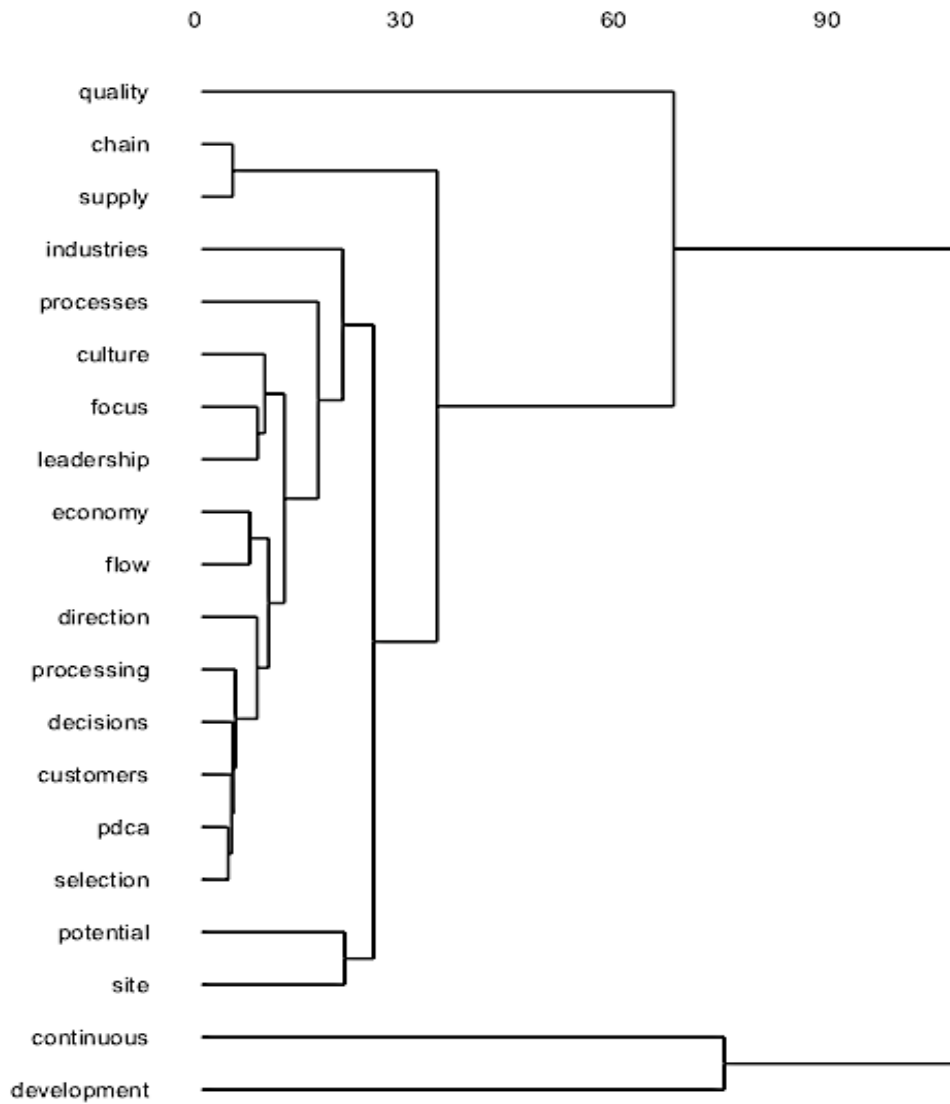 0 30 60 90
quality
chain
supply
industries
processes
culture
focus
leadership
economy
flow
direction
processing
decisions
customers
pdca
selection
potential
site
continuous
development